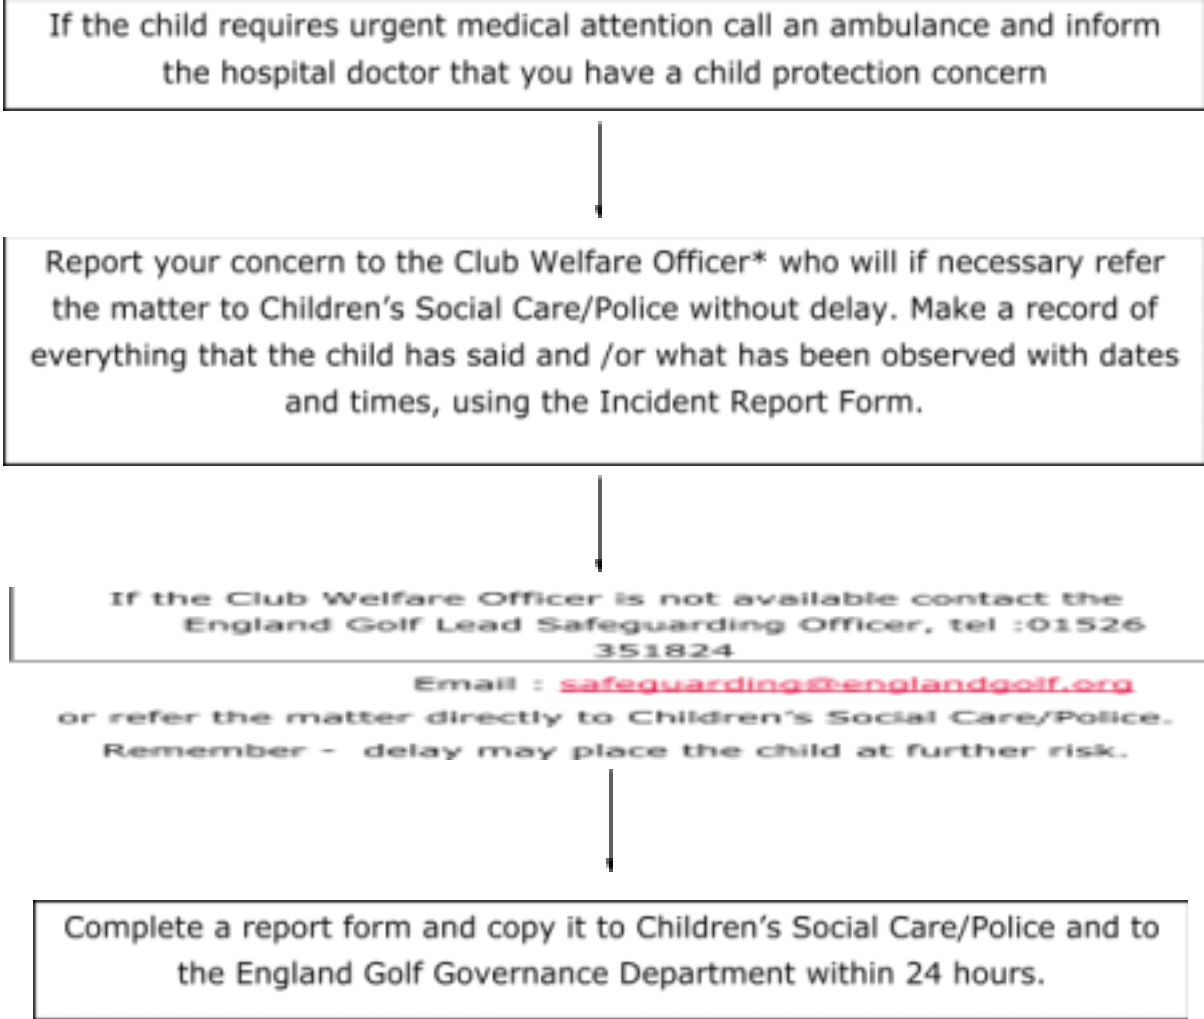 If the child requires urgent medical attention call an ambulance and inform
the hospital doctor that you have a child protection concern
Report your concern to the Club Welfare Officer* who will if necessary refer
the matter to Children's Social Care/Police without delay. Make a record of
everything that the child has said and /or what has been observed with dates
and times, using the Incident Report Form.
If the Club Welfare Officer is not available contact the
England Golf Lead Safeguarding Officer, tel :01526
351824
Email : safeguarding@englandgolf.org
or refer the matter directly to Children's Social Care/Police.
Remember -  delay may place the child at further risk.
Complete a report form and copy it to Children's Social Care/Police and to
the England Golf Governance Department within 24 hours.